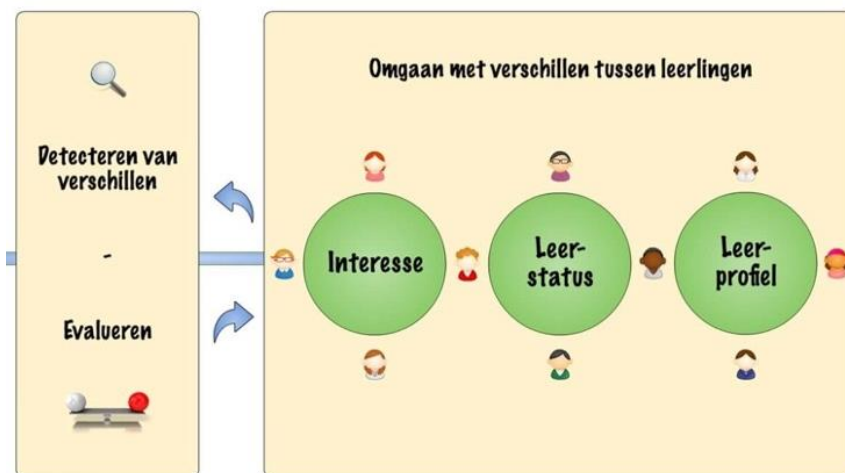 Detecteren van
verschillen
-
Evalueren
Omgaan met verschillen tussen leerlingen
Interesse
Leer-
status
Leer-
profiel